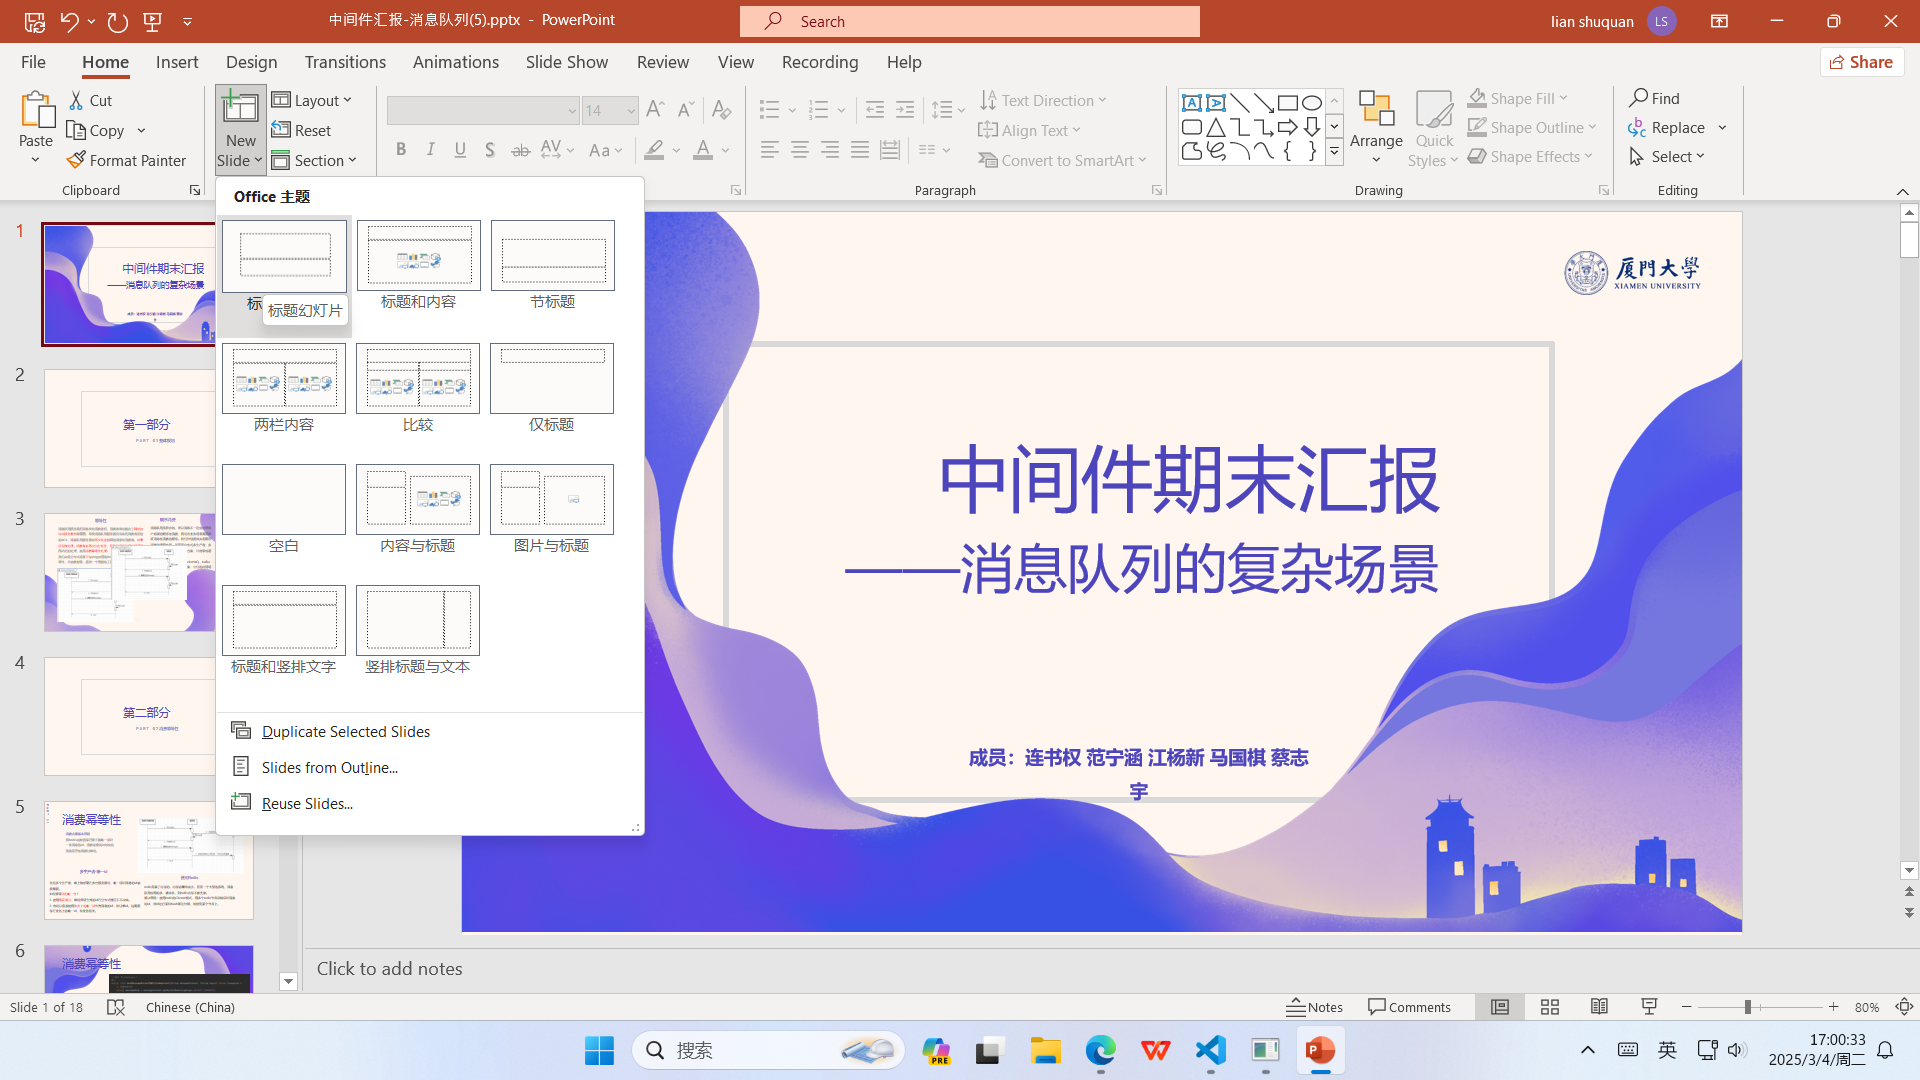 中间件汇报-消息队列(5).pptx - PowerPoint
Search
lian shuquan
LS
File
Home
Insert
Design
Transitions
Animations
Slide Show
Review
View
Recording
Help
Share
Paste
Cut
Copy
Format Painter
Clipboard
New
Slide
Layout
Reset
Section
14
Text Direction
Align Text
Convert to SmartArt
Paragraph
Arrange
Quick
Styles
Shape Fill
Shape Outline
Shape Effects
Drawing
Find
Replace
Select
Editing
Office 主题
标题幻灯片
标题和内容
节标题
两栏内容
比较
仅标题
空白
内容与标题
图片与标题
标题和竖排文字
竖排标题与文本
Duplicate Selected Slides
Slides from Outline...
Reuse Slides...
1
中间件期末汇报
——消息队列的复杂场景
2
第一部分
3
4
第二部分
5
消费幂等性
6
消费幂等性
厦門大學
XIAMEN UNIVERSITY
中间件期末汇报
——消息队列的复杂场景
成员：连书权 范宁涵 江杨新 马国棋 蔡志
宇
Click to add notes
Slide 1 of 18
Chinese (China)
Notes
Comments
80%
搜索
PRE
英
17:00:33
2025/3/4/周二